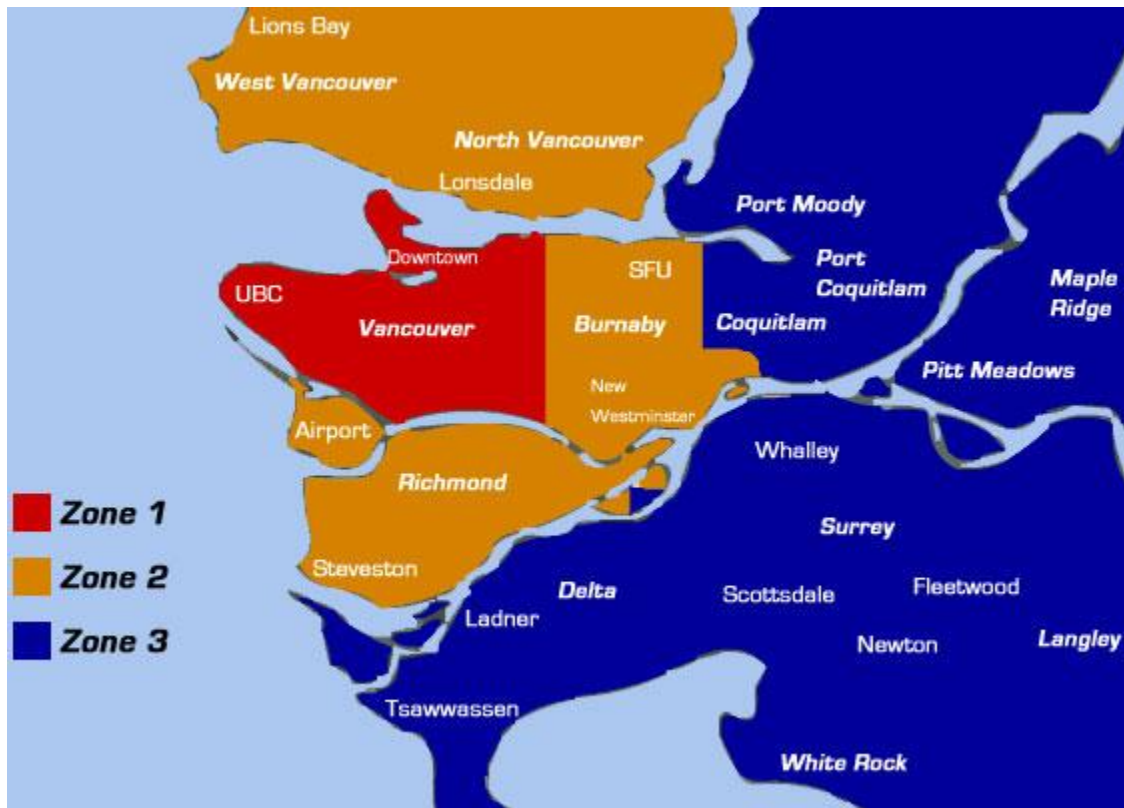 Lions Bay
West Vancouver
North Vancouver
Lonsdale
Port Moody
Downtown
SFU
Port
Coquitlam
UBC
Maple
Ridge
Vancouver
Burnaby
Coquitlam
Pitt Meadows
New
Westminster
Airport
Whalley
Richmond
Zone 1
Surrey
Steveston
Zone 2
Delta
Scottsdale
Fleetwood
Ladner
Zone 3
Newton
Langley
Tsawwassen
White Rock